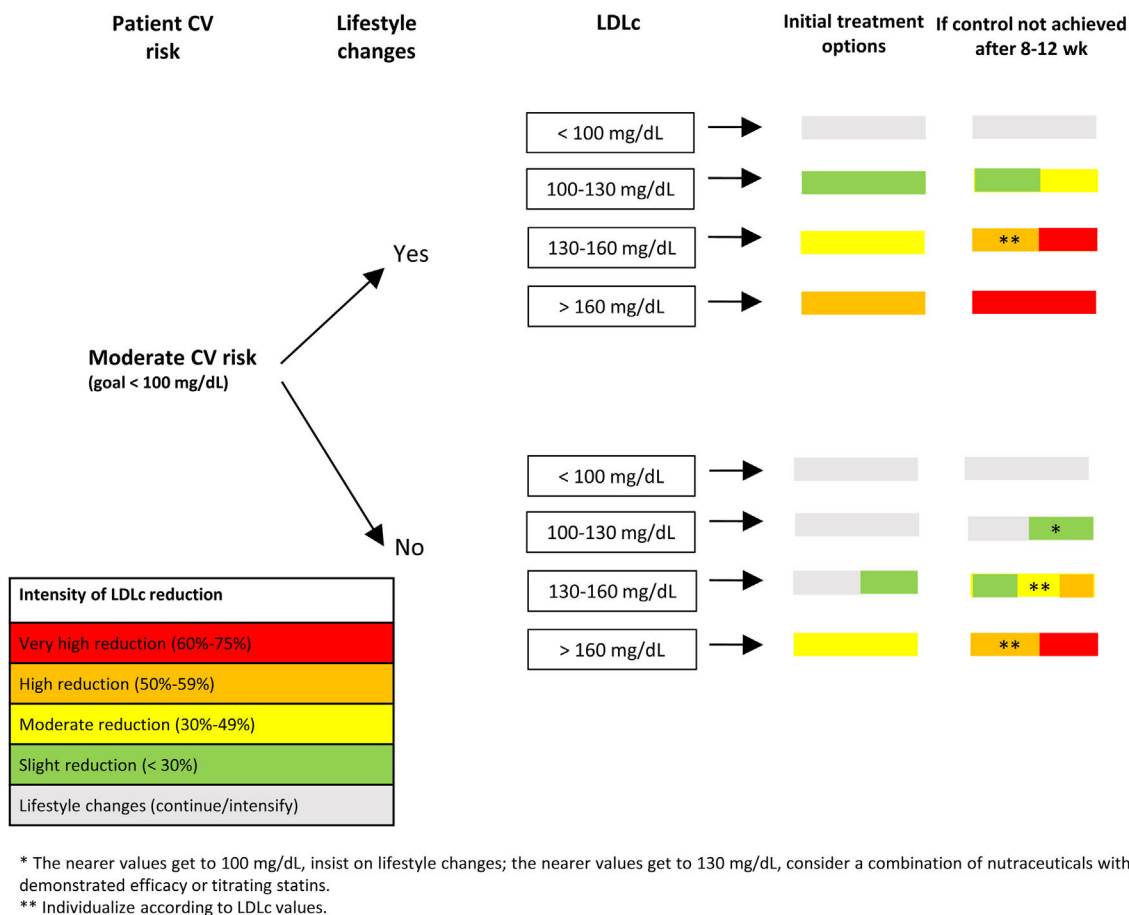 Patient CV risk
Lifestyle changes
LDLc
Initial treatment options
If control not achieved after 8-12 wk
< 100 mg/dL
100-130 mg/dL
130-160 mg/dL
**
> 160 mg/dL
Yes
Moderate CV risk
(goal < 100 mg/dL)
No
< 100 mg/dL
100-130 mg/dL
*
130-160 mg/dL
**
> 160 mg/dL
**
Intensity of LDLc reduction
Very high reduction (60%-75%)
High reduction (50%-59%)
Moderate reduction (30%-49%)
Slight reduction (< 30%)
Lifestyle changes (continue/intensify)
* The nearer values get to 100 mg/dL, insist on lifestyle changes; the nearer values get to 130 mg/dL, consider a combination of nutraceuticals with
demonstrated efficacy or titrating statins.
** Individualize according to LDLc values.